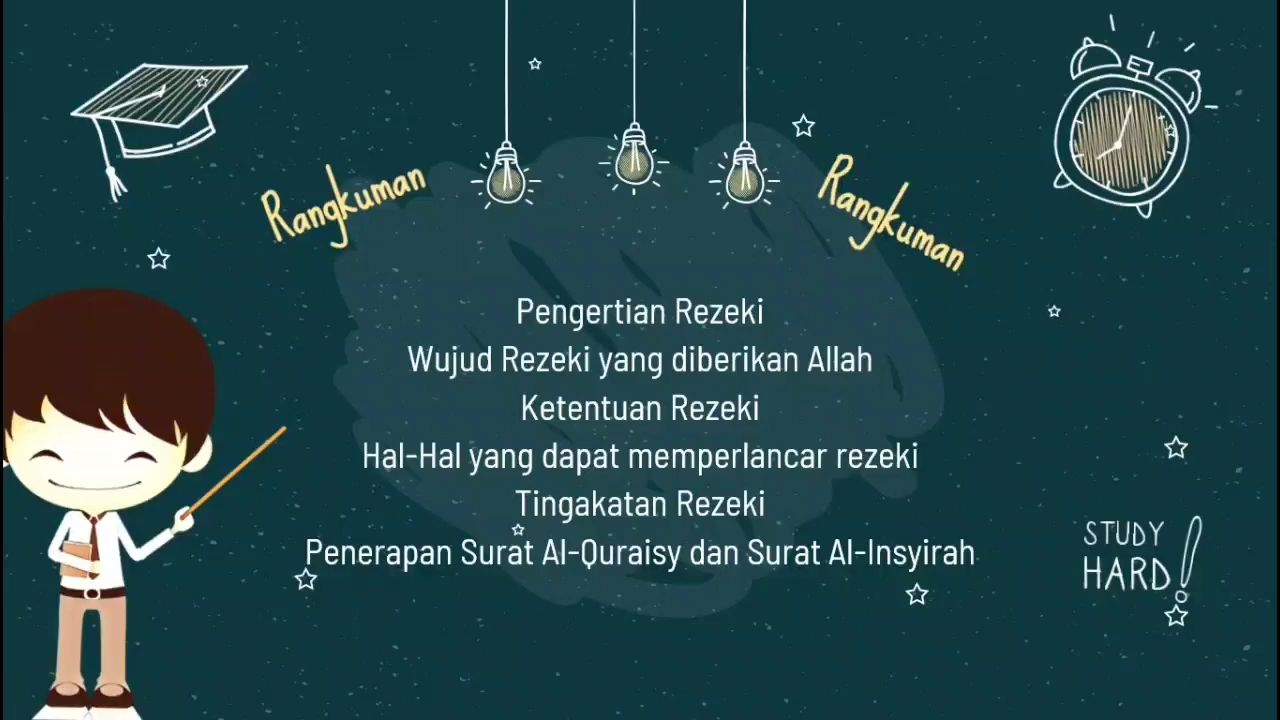 Rangkuman
Rangkuman
Pengertian Rezeki
Wujud Rezeki yang diberikan Allah
Ketentuan Rezeki
Hal-Hal yang dapat memperlancar rezeki
Tingakatan Rezeki
Penerapan Surat Al-Quraisy dan Surat Al-Insyirah
STUDY
HARD!